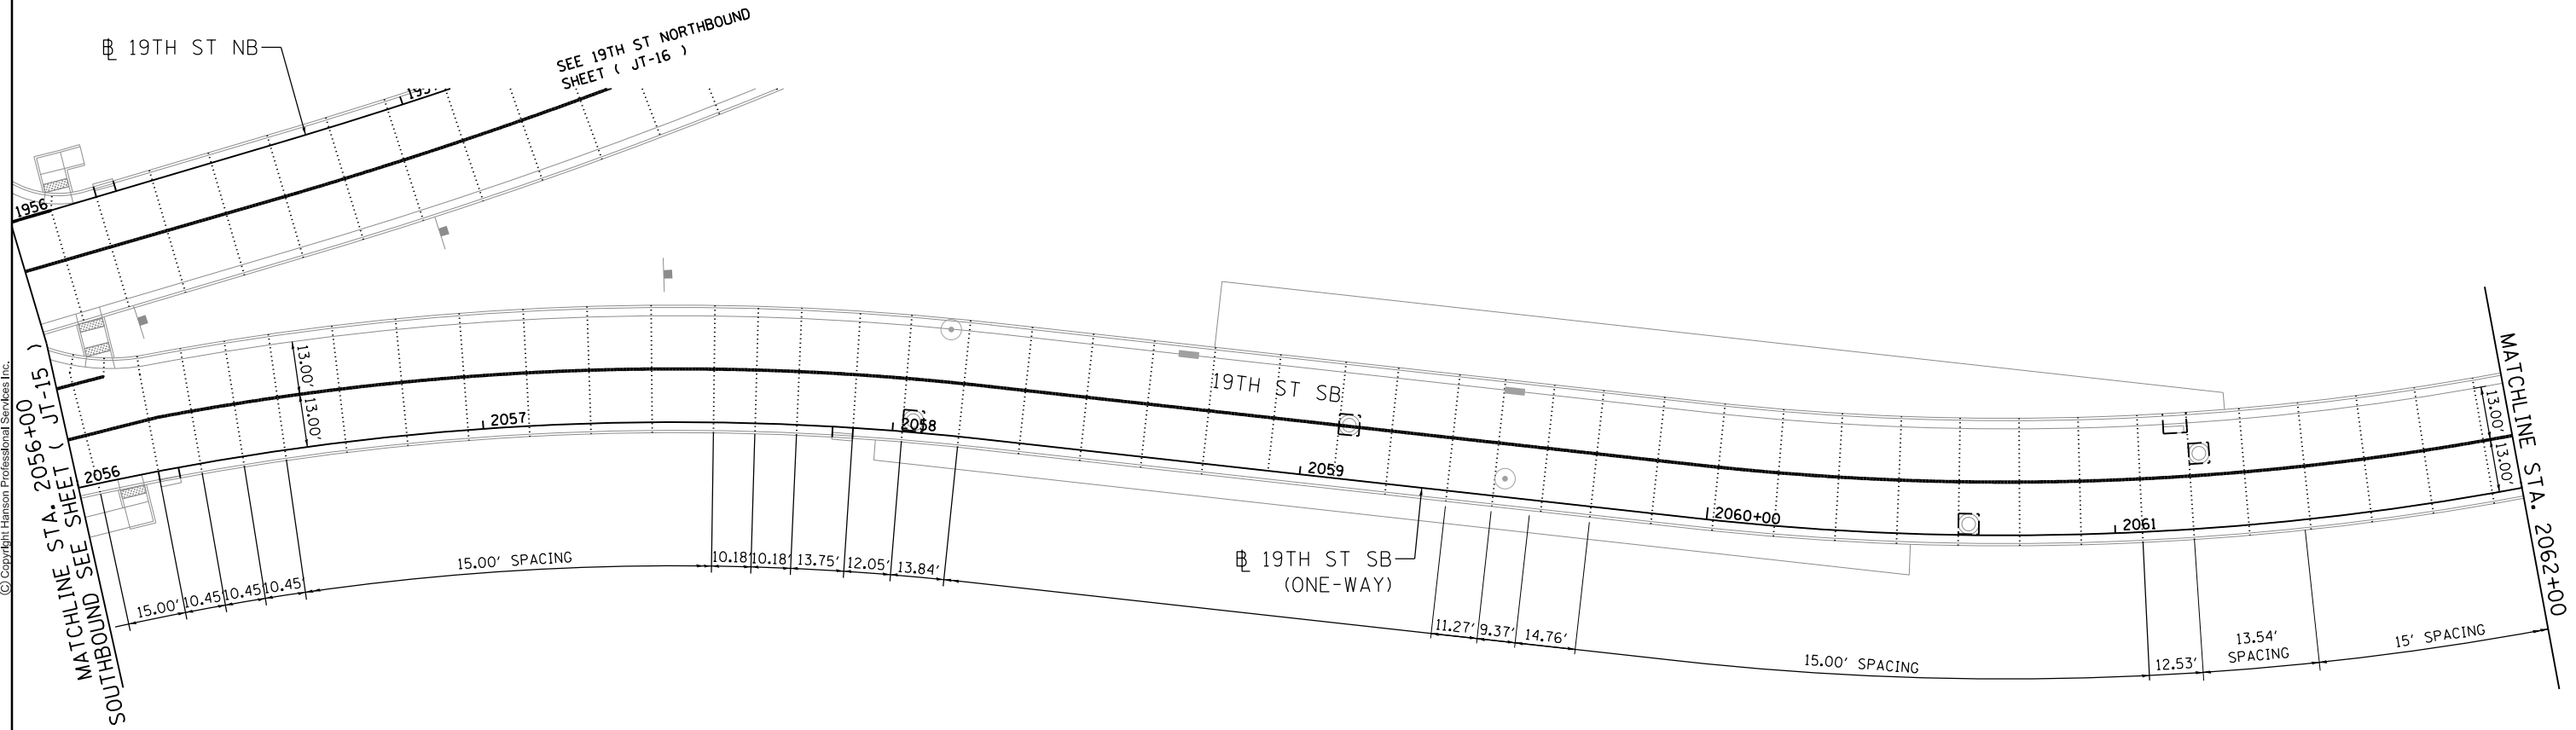 ℄ 19TH ST NB
SEE 19TH ST NORTHBOUND
SHEET ( JT-16 )
1956
© Copyright Hanson Professional Services Inc.
MATCHLINE STA. 2056+00
SOUTHBOUND SEE SHEET ( JT-15 )
2056
13.00'
13.00'
2057
2058
19TH ST SB
2059
2060+00
2061
13.00'
13.00'
MATCHLINE STA. 2062+00
℄ 19TH ST SB
(ONE-WAY)
15.00'
10.45'
10.45'
10.45'
15.00' SPACING
10.18'
10.18'
13.75'
12.05'
13.84'
11.27'
9.37'
14.76'
15.00' SPACING
12.53'
13.54'
SPACING
15' SPACING